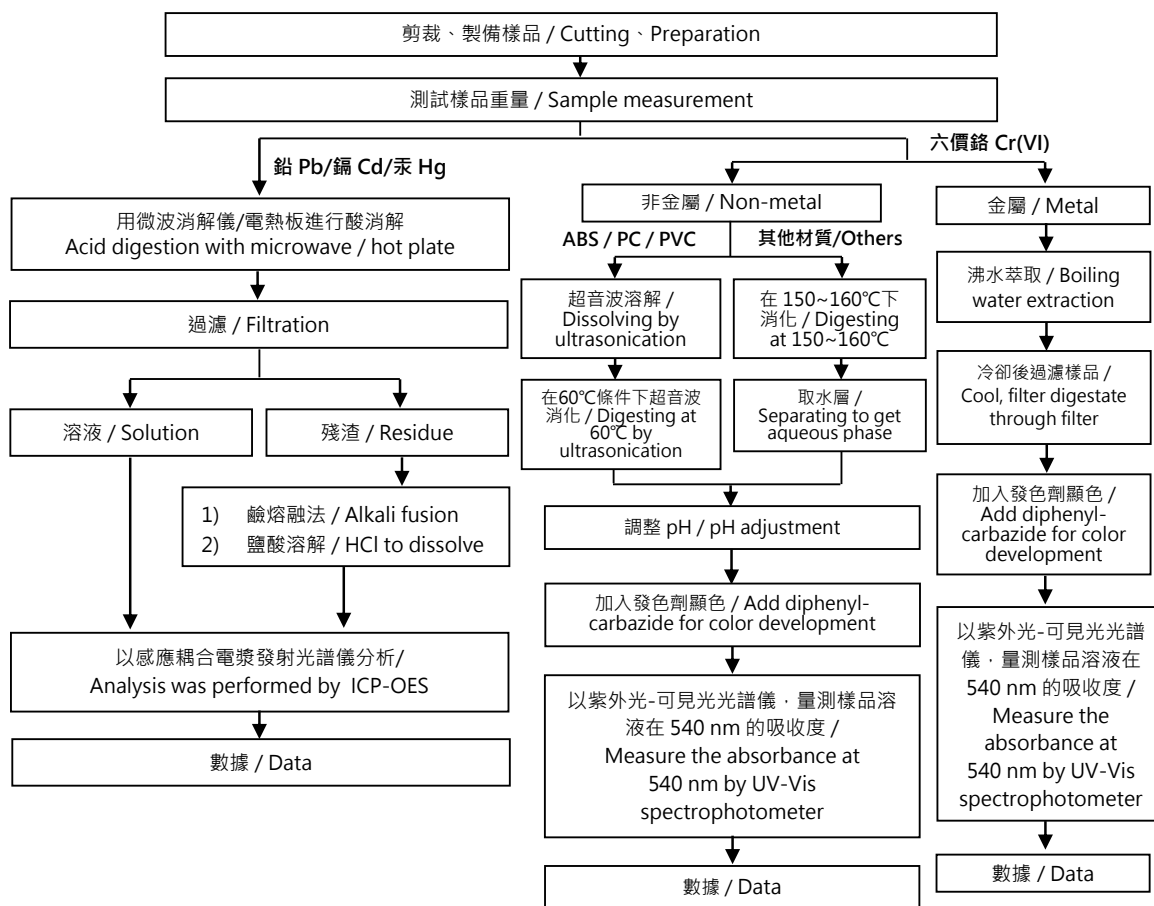 剪裁、製備樣品 / Cutting、Preparation
測試樣品重量 / Sample measurement
鉛 Pb/鎘 Cd/汞 Hg
六價鉻 Cr(VI)
用微波消解儀/電熱板進行酸消解
Acid digestion with microwave / hot plate
過濾 / Filtration
溶液 / Solution
殘渣 / Residue
1) 鹼熔融法 / Alkali fusion
2) 鹽酸溶解 / HCl to dissolve
以感應耦合電漿發射光譜儀分析/
Analysis was performed by ICP-OES
數據 / Data
非金屬 / Non-metal
ABS / PC / PVC
其他材質/Others
超音波溶解 /
Dissolving by
ultrasonication
在 150~160℃下
消化 / Digesting
at 150~160℃
在60℃條件下超音波
消化 / Digesting at
60℃ by
ultrasonication
取水層 /
Separating to get
aqueous phase
調整 pH / pH adjustment
加入發色劑顯色 / Add diphenyl-
carbazide for color development
以紫外光-可見光光譜儀，量測樣品溶
液在 540 nm 的吸收度 /
Measure the absorbance at
540 nm by UV-Vis
spectrophotometer
數據 / Data
金屬 / Metal
沸水萃取 / Boiling
water extraction
冷卻後過濾樣品 /
Cool, filter digestate
through filter
加入發色劑顯色 /
Add diphenyl-
carbazide for color
development
以紫外光-可見光光譜
儀，量測樣品溶液在
540 nm 的吸收度 /
Measure the
absorbance at
540 nm by UV-Vis
spectrophotometer
數據 / Data